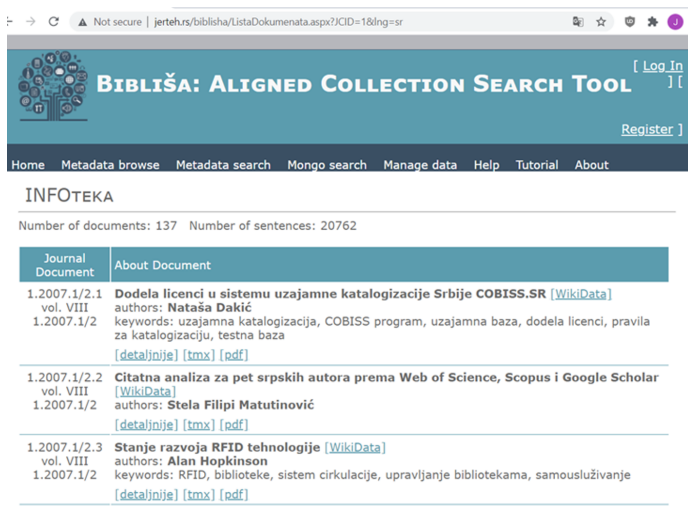 Not secure | jerteh.rs/biblisha/ListaDokumenata.aspx?JCID=1&lng=sr
J
[ Log In
BIBLIŠA: ALIGNED COLLECTION SEARCH TOOL ] [
Register ]
Home Metadata browse Metadata search Mongo search Manage data Help Tutorial About
INFOTEKA
Number of documents: 137 Number of sentences: 20762
Journal
Document
About Document
1.2007.1/2.1
vol. VIII
1.2007.1/2
Dodela licenci u sistemu uzajamne katalogizacije Srbije COBISS.SR [WikiData]
authors: Nataša Dakić
keywords: uzajamna katalogizacija, COBISS program, uzajamna baza, dodela licenci, pravila
za katalogizaciju, testna baza
[detaljnije] [tmx] [pdf]
1.2007.1/2.2
vol. VIII
1.2007.1/2
Citatna analiza za pet srpskih autora prema Web of Science, Scopus i Google Scholar
[WikiData]
authors: Stela Filipi Matutinović
[detaljnije] [tmx] [pdf]
1.2007.1/2.3
vol. VIII
1.2007.1/2
Stanje razvoja RFID tehnologije [WikiData]
authors: Alan Hopkinson
keywords: RFID, biblioteke, sistem cirkulacije, upravljanje bibliotekama, samousluživanje
[detaljnije] [tmx] [pdf]